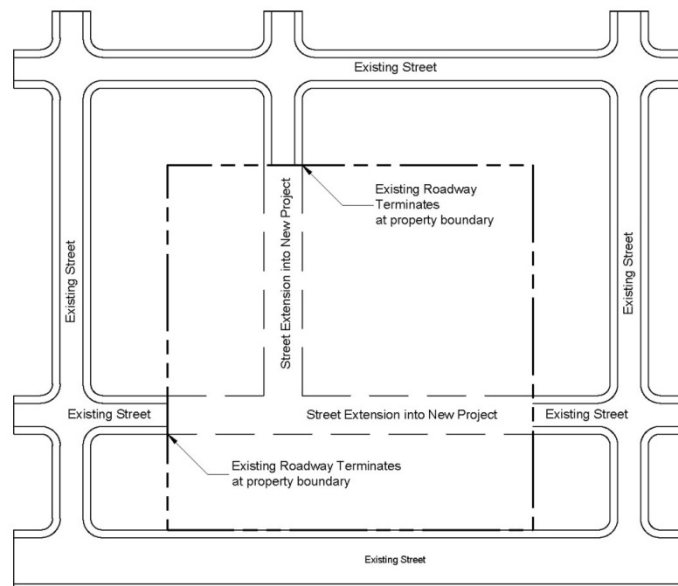 Existing Street
Existing Roadway
Terminates
at property boundary
Street Extension into New Project
Existing Street
Existing Street
Existing Street
Street Extension into New Project
Existing Street
Existing Roadway Terminates
at property boundary
Existing Street